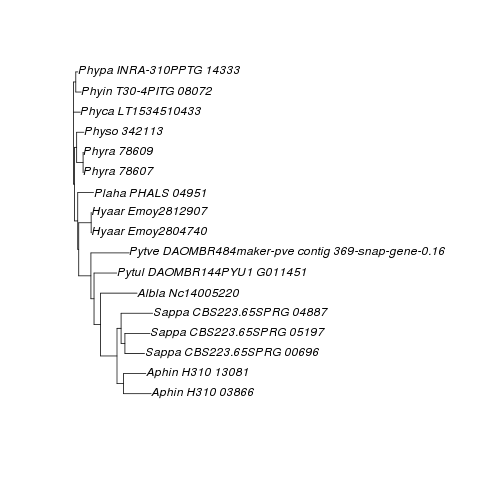 Phypa INRA-310PPTG 14333
Phyin T30-4PITG 08072
Phyca LT1534510433
Physo 342113
Phyra 78609
Phyra 78607
Plaha PHALS 04951
Hyaar Emoy2812907
Hyaar Emoy2804740
Pytve DAOMBR484maker-pve contig 369-snap-gene-0.16
Pytul DAOMBR144PYU1 G011451
Albla Nc14005220
Sappa CBS223.65SPRG 04887
Sappa CBS223.65SPRG 05197
Sappa CBS223.65SPRG 00696
Aphin H310 13081
Aphin H310 03866